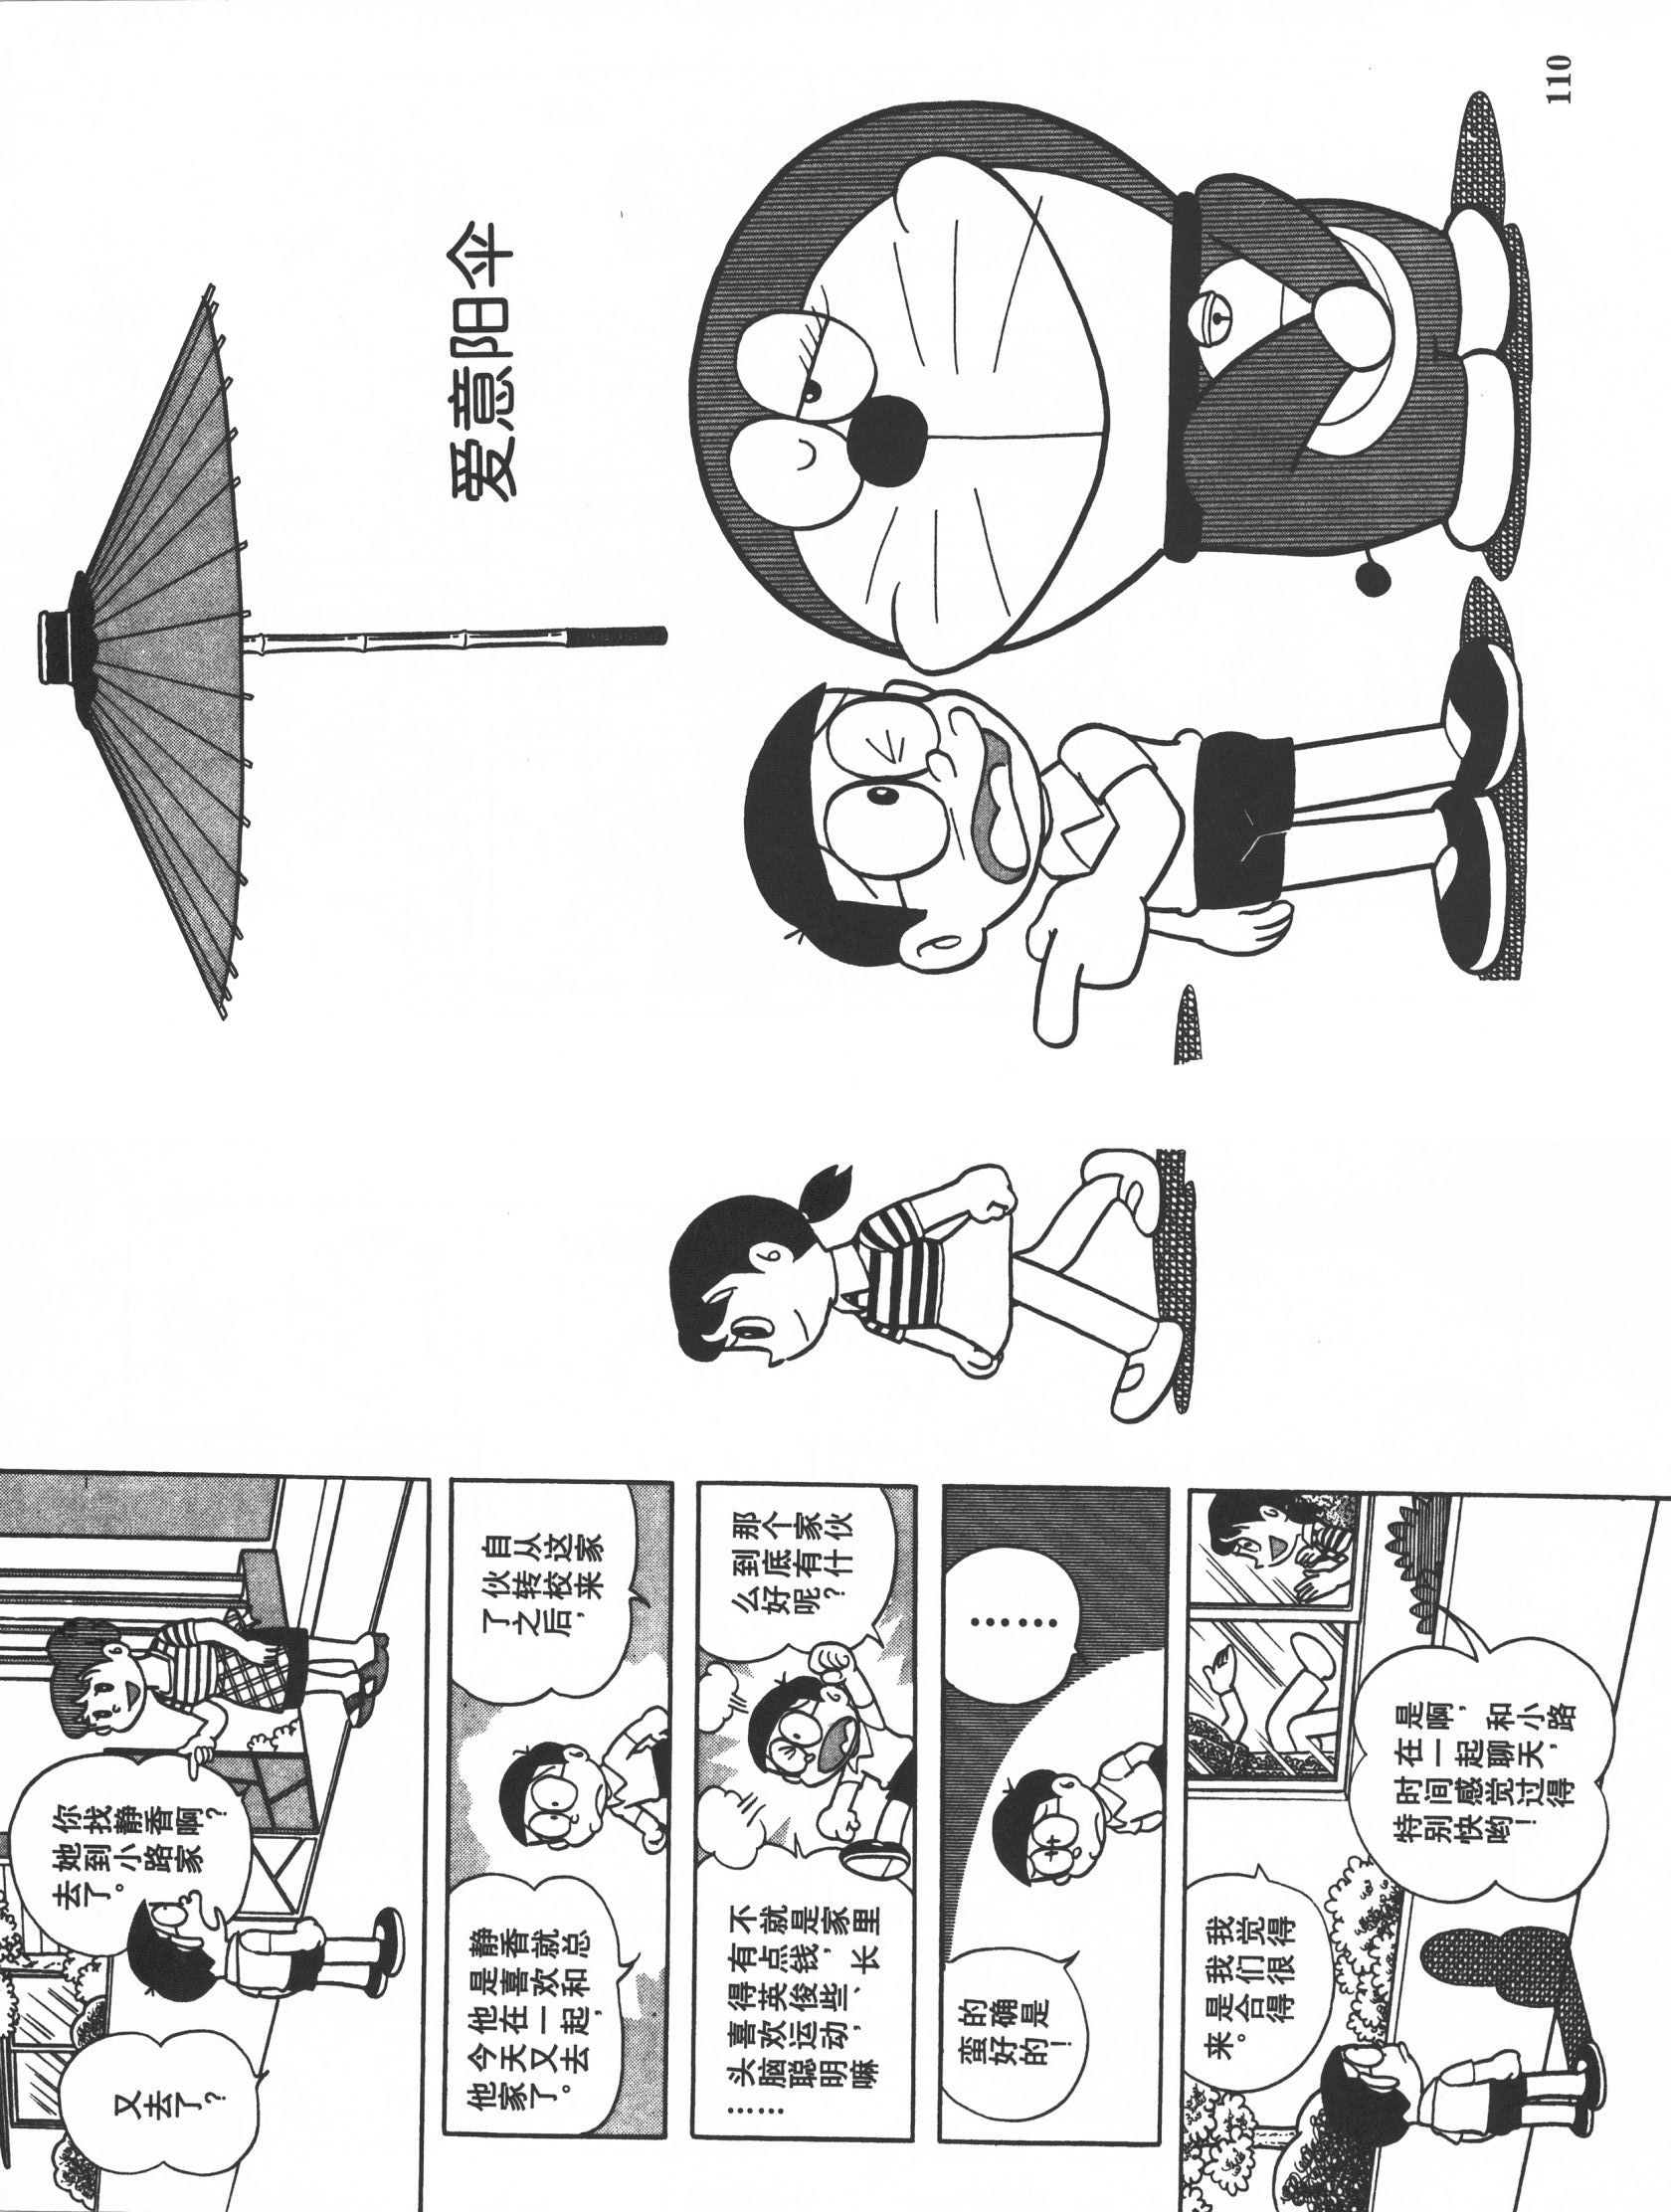 爱意阳伞
110
你找静香啊？
她到小路家
去了。
又去了？
自从这家
伙转校来
了之后，
静香就总
是喜欢和
他在一起，
今天又去
他家了。
那个家伙
到底有什
么好呢？
不就是家里
有点钱，长
得英俊些、
喜欢运动，
头脑聪明嘛
……
……
的确是
蛮好的！
是啊，和小路
在一起聊天，
时间感觉过得
特别快哟！
我觉得
我们很
是合得
来。